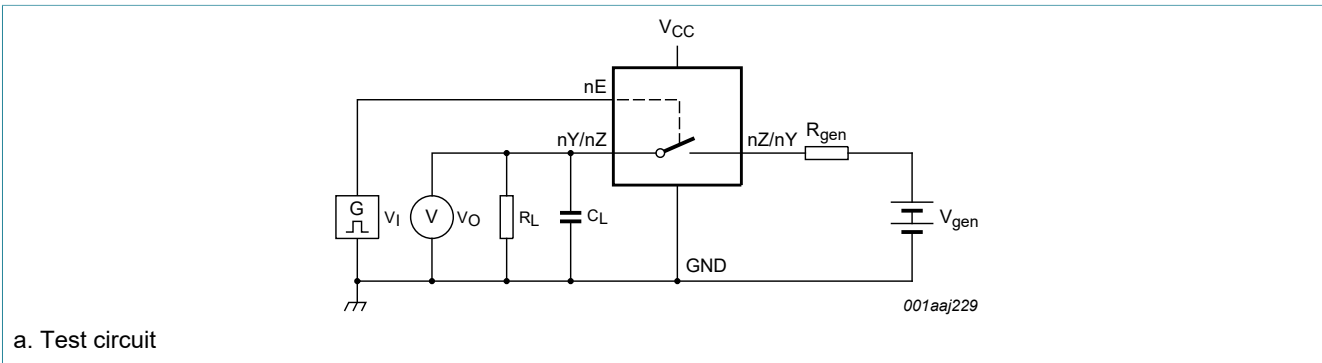 VCC
nE
nY/nZ
nZ/nY
Rgen
G
VI
V
VO
RL
CL
Vgen
GND
001aaj229
a. Test circuit